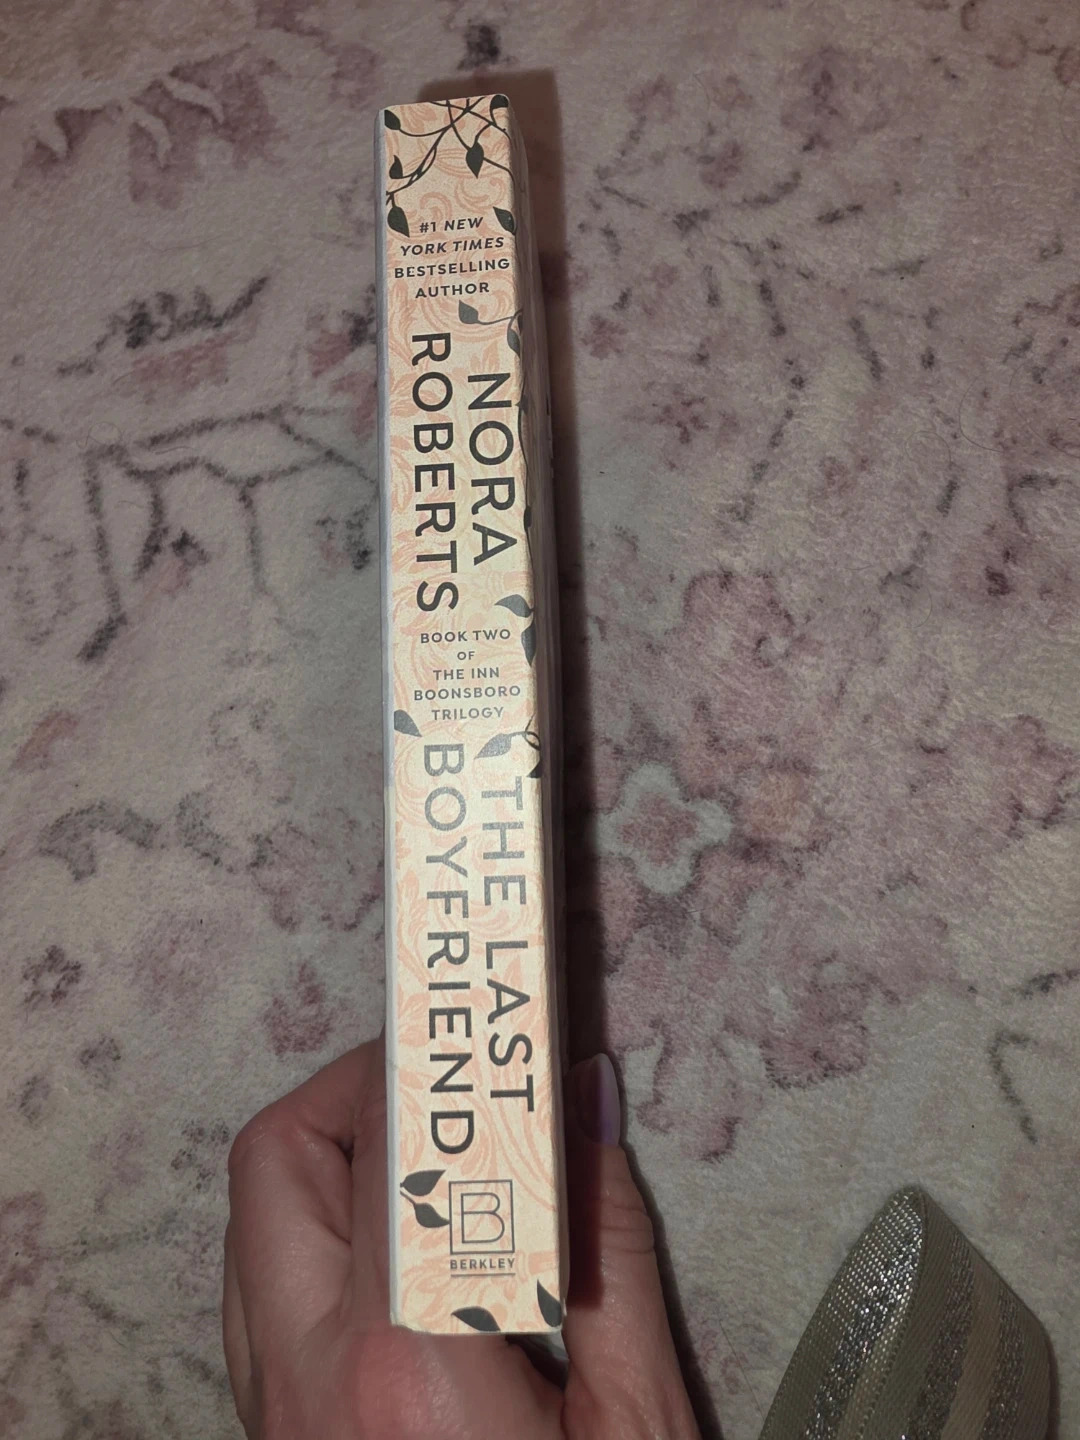 #1 NEW
YORK TIMES
BESTSELLING
AUTHOR
NORA
ROBERTS
BOOK TWO
OF
THE INN
BOONSBORO
TRILOGY
THE LAST
BOYFRIEND
B
BERKLEY